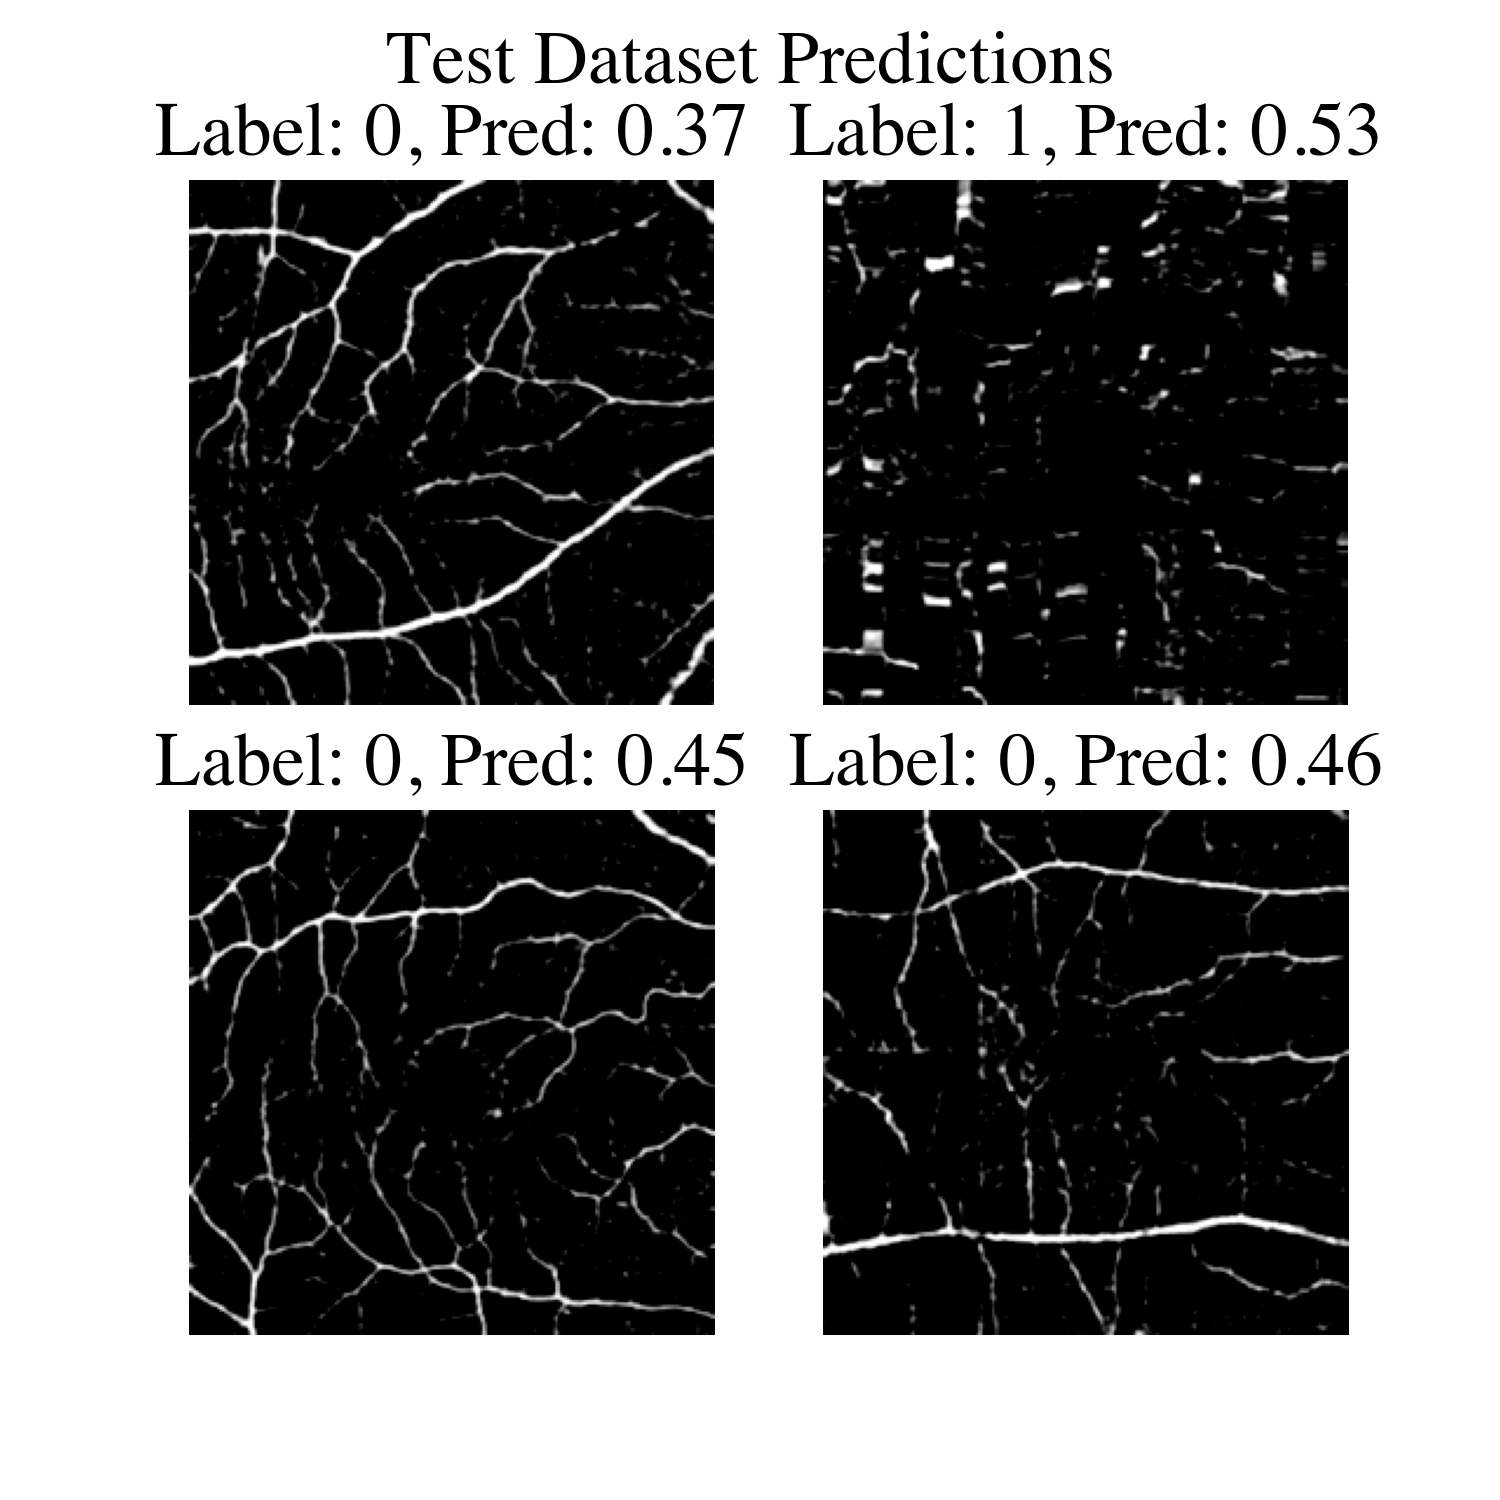 Test Dataset Predictions
Label: 0, Pred: 0.37
Label: 1, Pred: 0.53
Label: 0, Pred: 0.45
Label: 0, Pred: 0.46